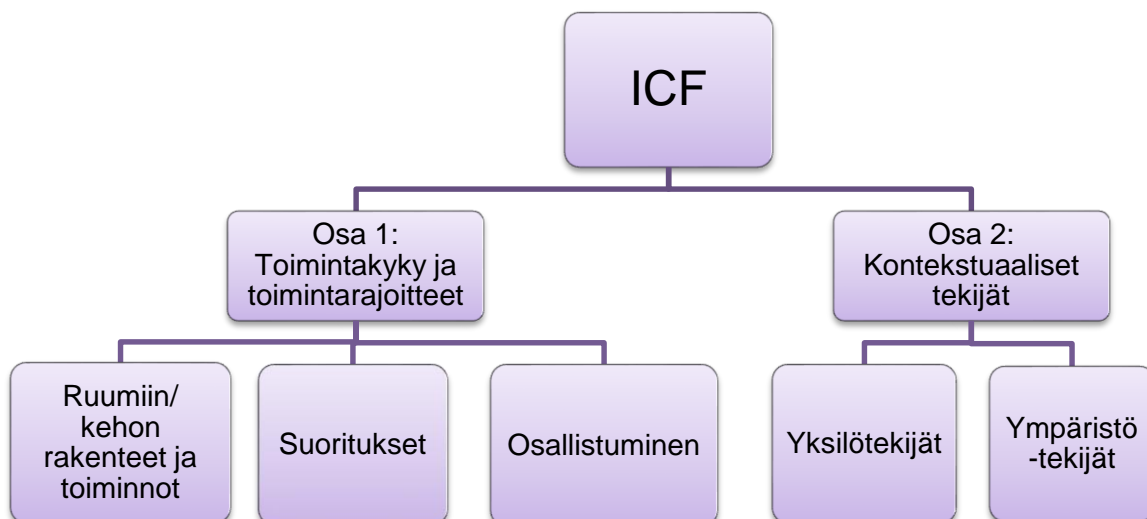 ICF
Osa 1:
Toimintakyky ja
toimintarajoitteet
Osa 2:
Kontekstuaaliset
tekijät
Ruumiin/
kehon
rakenteet ja
toiminnot
Suoritukset
Osallistuminen
Yksilötekijät
Ympäristö
-tekijät